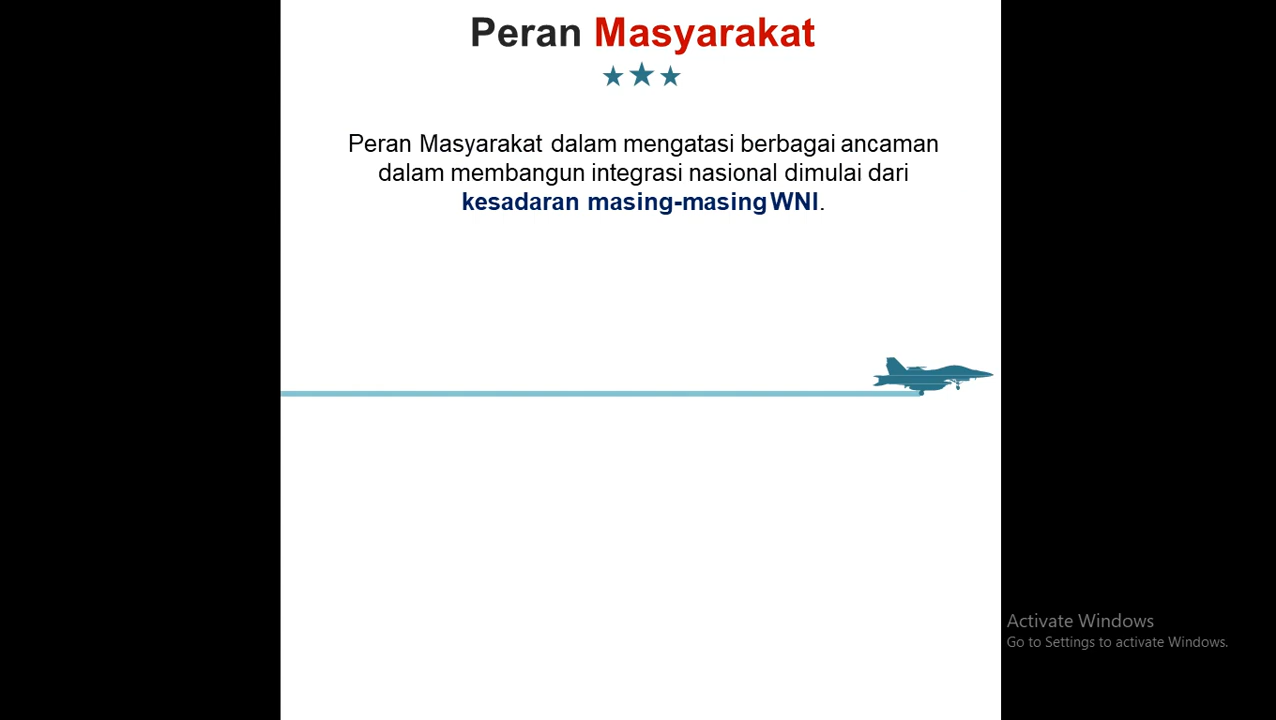 Peran Masyarakat
Peran Masyarakat dalam mengatasi berbagai ancaman
dalam membangun integrasi nasional dimulai dari
kesadaran masing-masing WNI.
Activate Windows
Go to Settings to activate Windows.